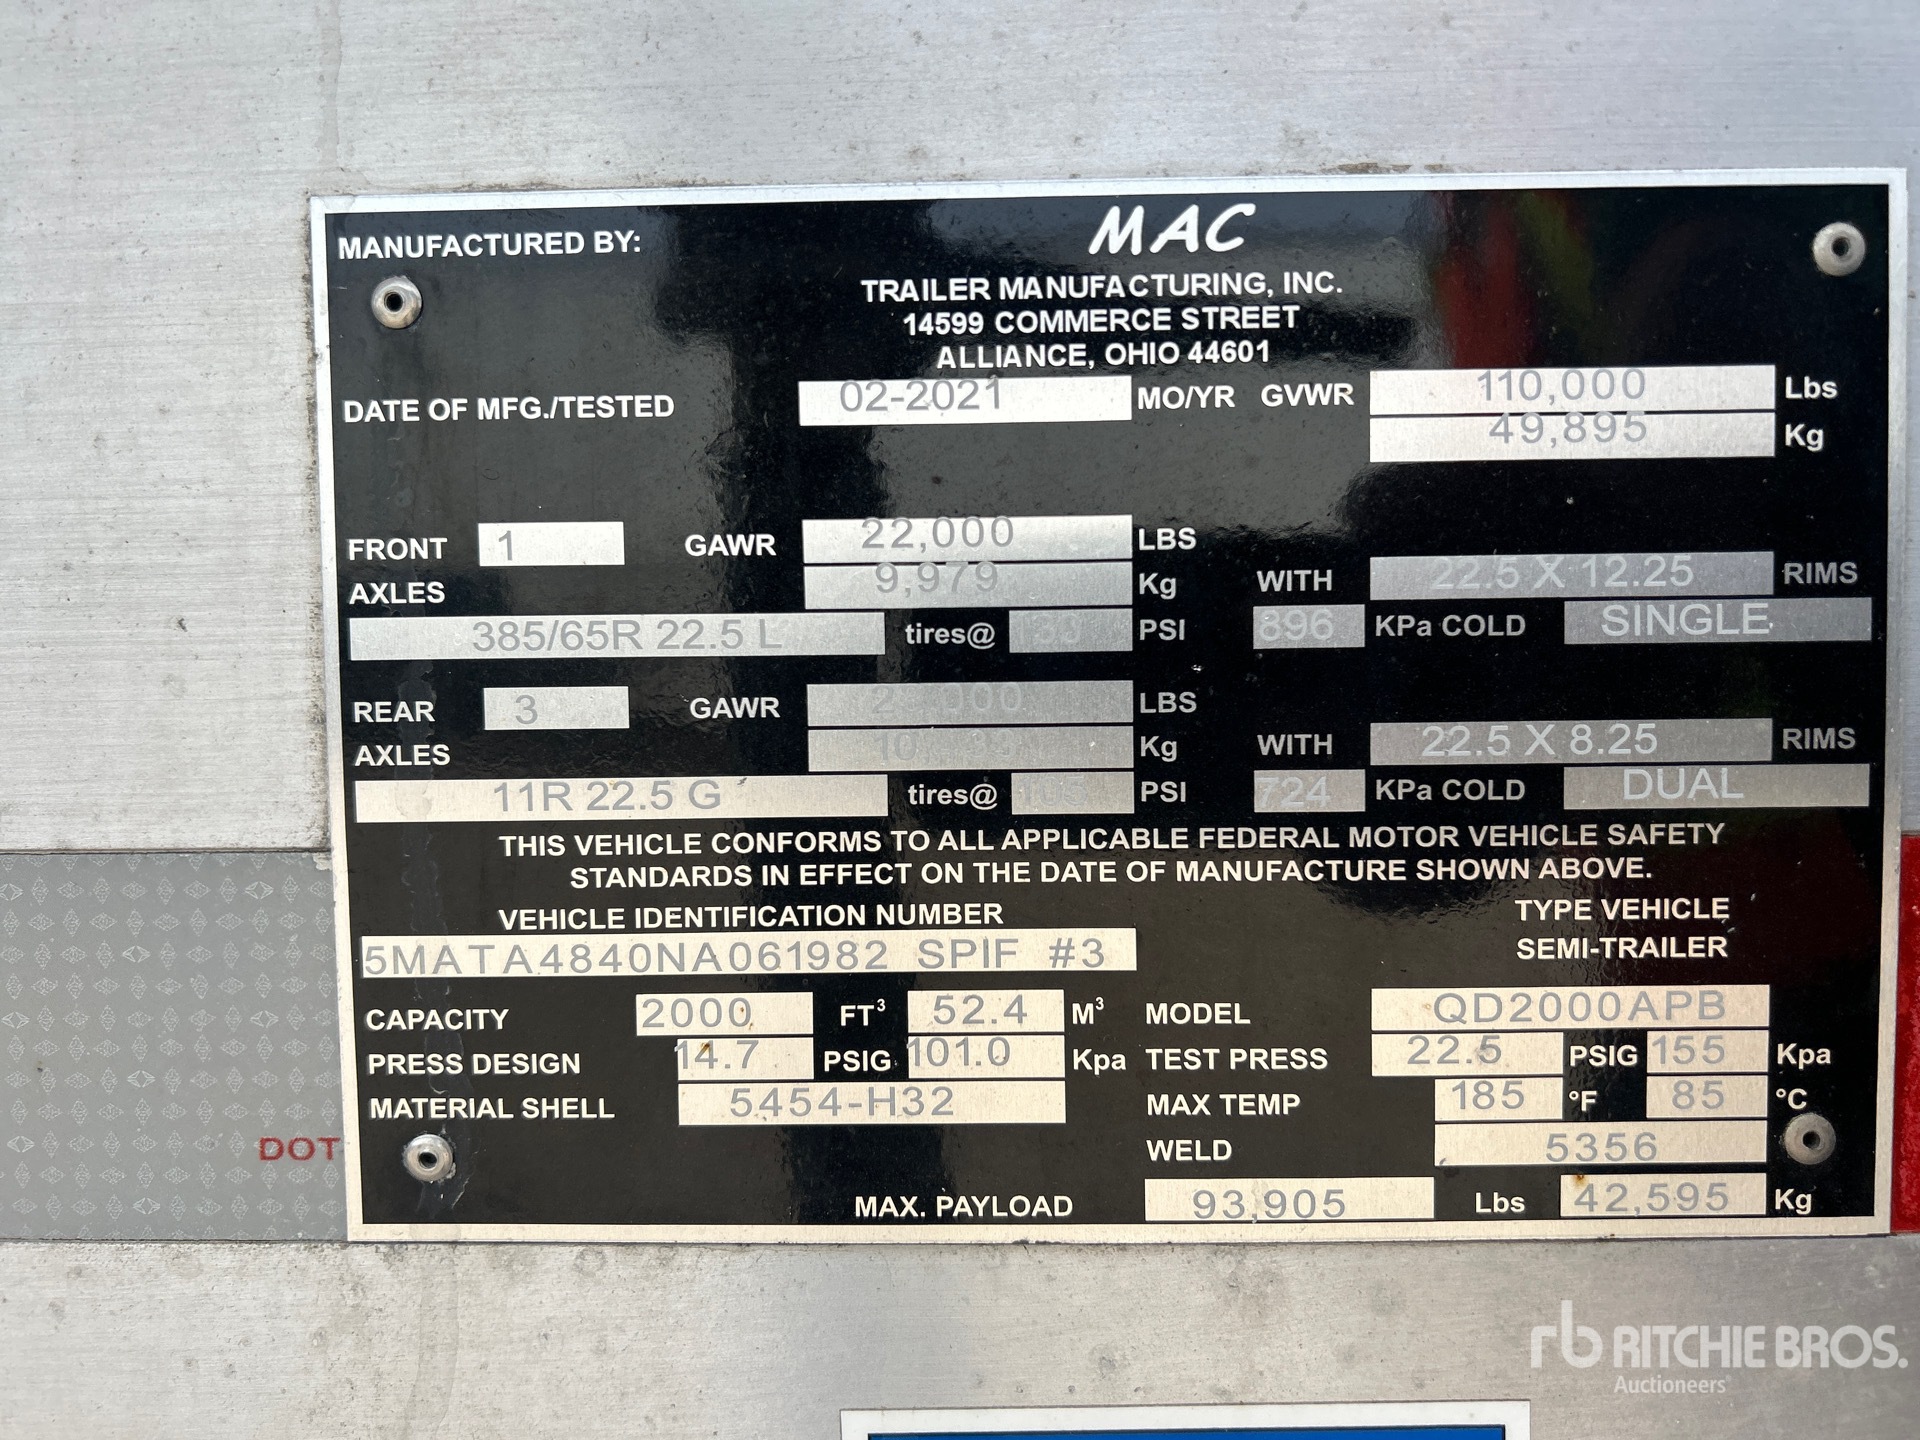 MANUFACTURED BY:
MAC
TRAILER MANUFACTURING, INC.
14599 COMMERCE STREET
ALLIANCE, OHIO 44601
DATE OF MFG./TESTED 02-2021 MO/YR GVWR 110,000 Lbs
49,895 Kg
FRONT 1 GAWR 22,000 LBS
AXLES 9,979 Kg WITH 22.5 X 12.25 RIMS
385/65R 22.5 L tires@ PSI 896 KPa COLD SINGLE
REAR 3 GAWR LBS
AXLES Kg WITH 22.5 X 8.25 RIMS
11R 22.5 G tires@ 105 PSI 724 KPa COLD DUAL
THIS VEHICLE CONFORMS TO ALL APPLICABLE FEDERAL MOTOR VEHICLE SAFETY
STANDARDS IN EFFECT ON THE DATE OF MANUFACTURE SHOWN ABOVE.
VEHICLE IDENTIFICATION NUMBER TYPE VEHICLE
5MATA4840NA061982 SPIF #3 SEMI-TRAILER
CAPACITY 2000 FT³ 52.4 M³ MODEL QD2000APB
PRESS DESIGN 14.7 PSIG 101.0 Kpa TEST PRESS 22.5 PSIG 155 Kpa
MATERIAL SHELL 5454-H32 MAX TEMP 185 °F 85 °C
WELD 5356
MAX. PAYLOAD 93,905 Lbs 42,595 Kg
DOT
rb RITCHIE BROS.
Auctioneers